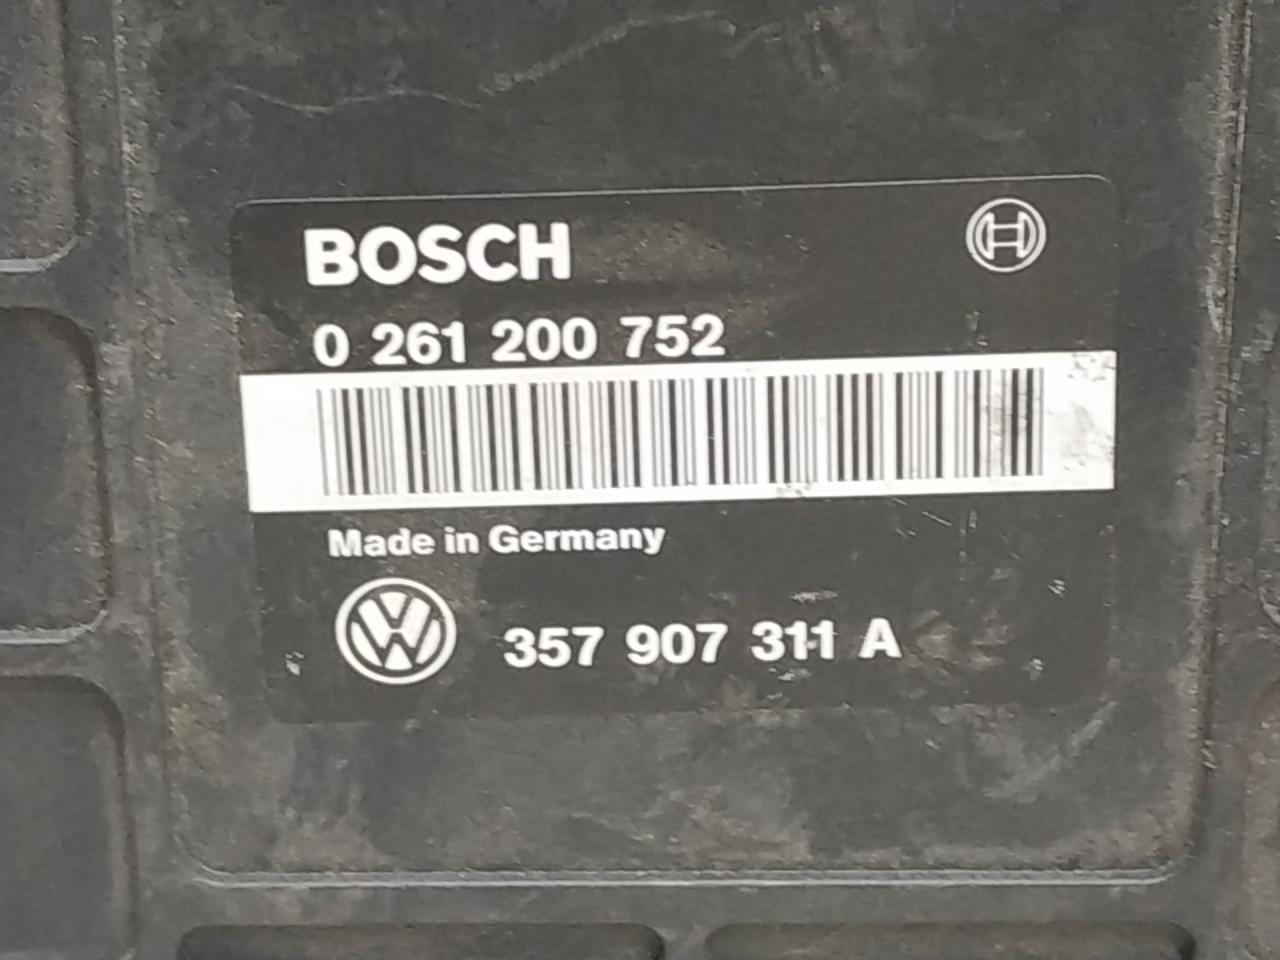 BOSCH
0 261 200 752
Made in Germany
357 907 311 A